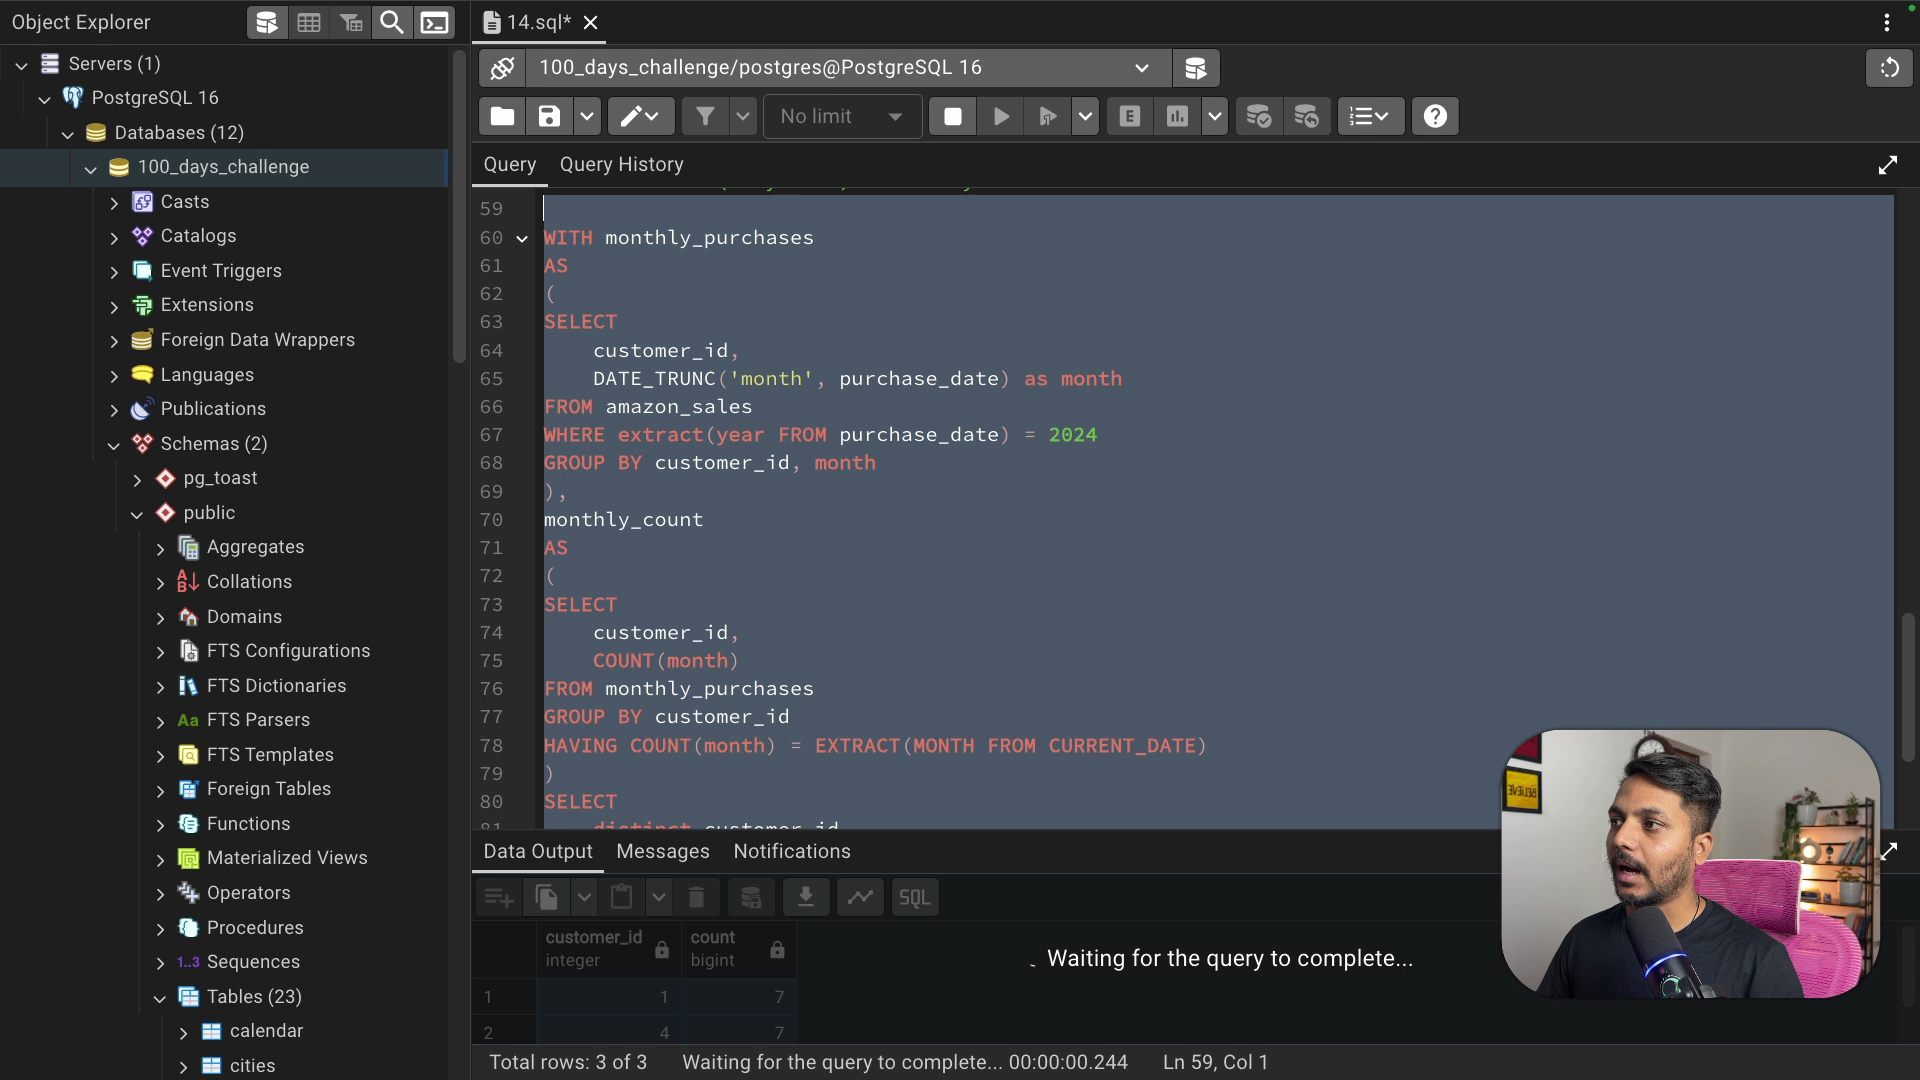 Object Explorer
14.sql*
Servers (1)
100_days_challenge/postgres@PostgreSQL 16
PostgreSQL 16
No limit
E
Databases (12)
100_days_challenge
Query
Query History
Casts
Catalogs
Event Triggers
Extensions
Foreign Data Wrappers
Languages
Publications
Schemas (2)
pg_toast
public
Aggregates
Collations
Domains
FTS Configurations
FTS Dictionaries
Aa FTS Parsers
FTS Templates
Foreign Tables
Functions
Materialized Views
Operators
Procedures
1..3 Sequences
Tables (23)
calendar
cities
59
60 WITH monthly_purchases
61 AS
62 (
63 SELECT
64 customer_id,
65 DATE_TRUNC('month', purchase_date) as month
66 FROM amazon_sales
67 WHERE extract(year FROM purchase_date) = 2024
68 GROUP BY customer_id, month
69 ),
70 monthly_count
71 AS
72 (
73 SELECT
74 customer_id,
75 COUNT(month)
76 FROM monthly_purchases
77 GROUP BY customer_id
78 HAVING COUNT(month) = EXTRACT(MONTH FROM CURRENT_DATE)
79 )
80 SELECT
81 distinct customer_id
BELIEVE
Data Output
Messages
Notifications
SQL
customer_id
integer
count
bigint
1 1 7
2 4 7
Waiting for the query to complete...
Total rows: 3 of 3
Waiting for the query to complete... 00:00:00.244
Ln 59, Col 1